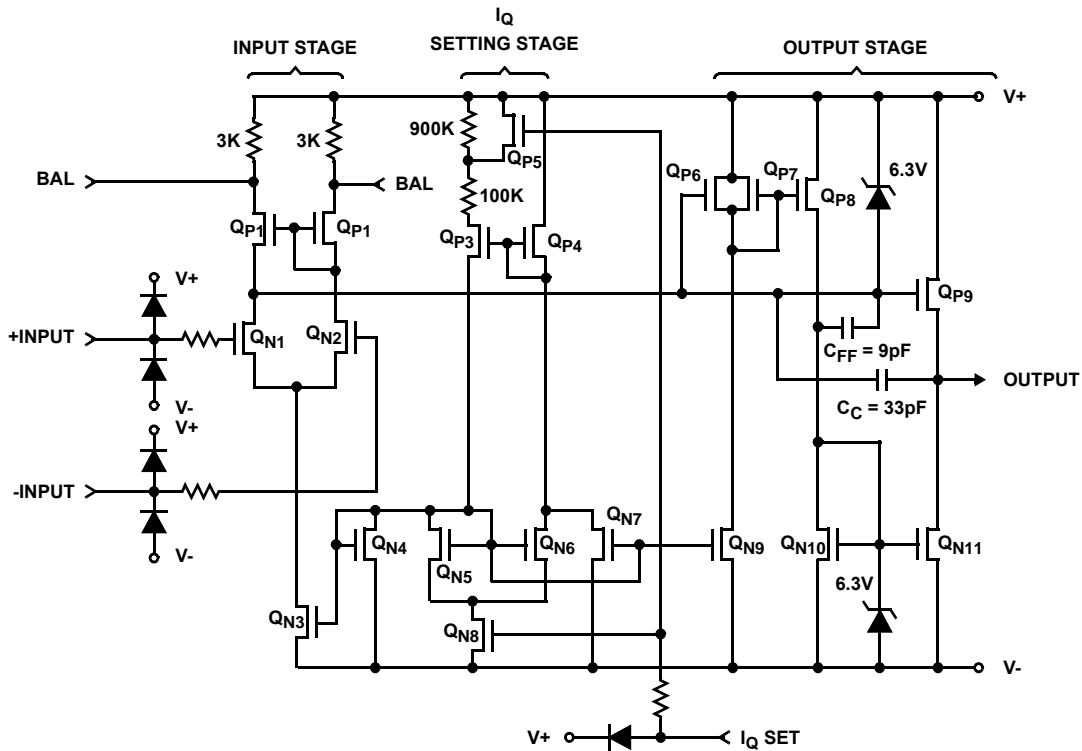 IQ
INPUT STAGE
SETTING STAGE
OUTPUT STAGE
V+
3K
3K
900K
QP5
BAL
BAL
100K
QP6
QP7
QP8
6.3V
QP1
QP1
QP3
QP4
V+
QP9
+INPUT
QN1
QN2
CFF = 9pF
OUTPUT
V-
CC = 33pF
V+
-INPUT
QN7
V-
QN4
QN5
QN6
QN9
QN10
QN11
6.3V
QN3
QN8
V-
V+
IQ SET